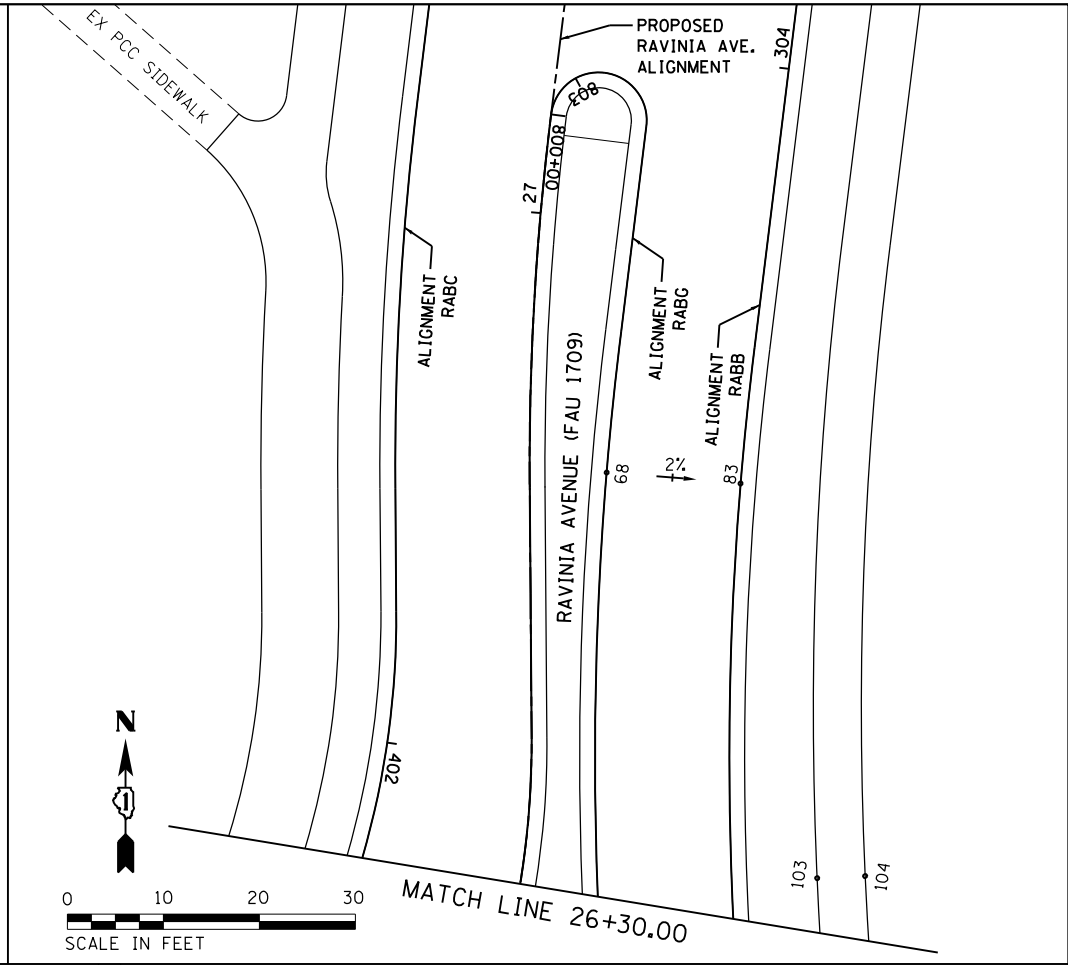 EX PCC SIDEWALK
PROPOSED
RAVINIA AVE.
ALIGNMENT
304
803
800+00
27
ALIGNMENT
RABC
ALIGNMENT
RABG
ALIGNMENT
RABB
RAVINIA AVENUE (FAU 1709)
68
2%
83
402
N
1
103
104
0 10 20 30
SCALE IN FEET
MATCH LINE 26+30.00